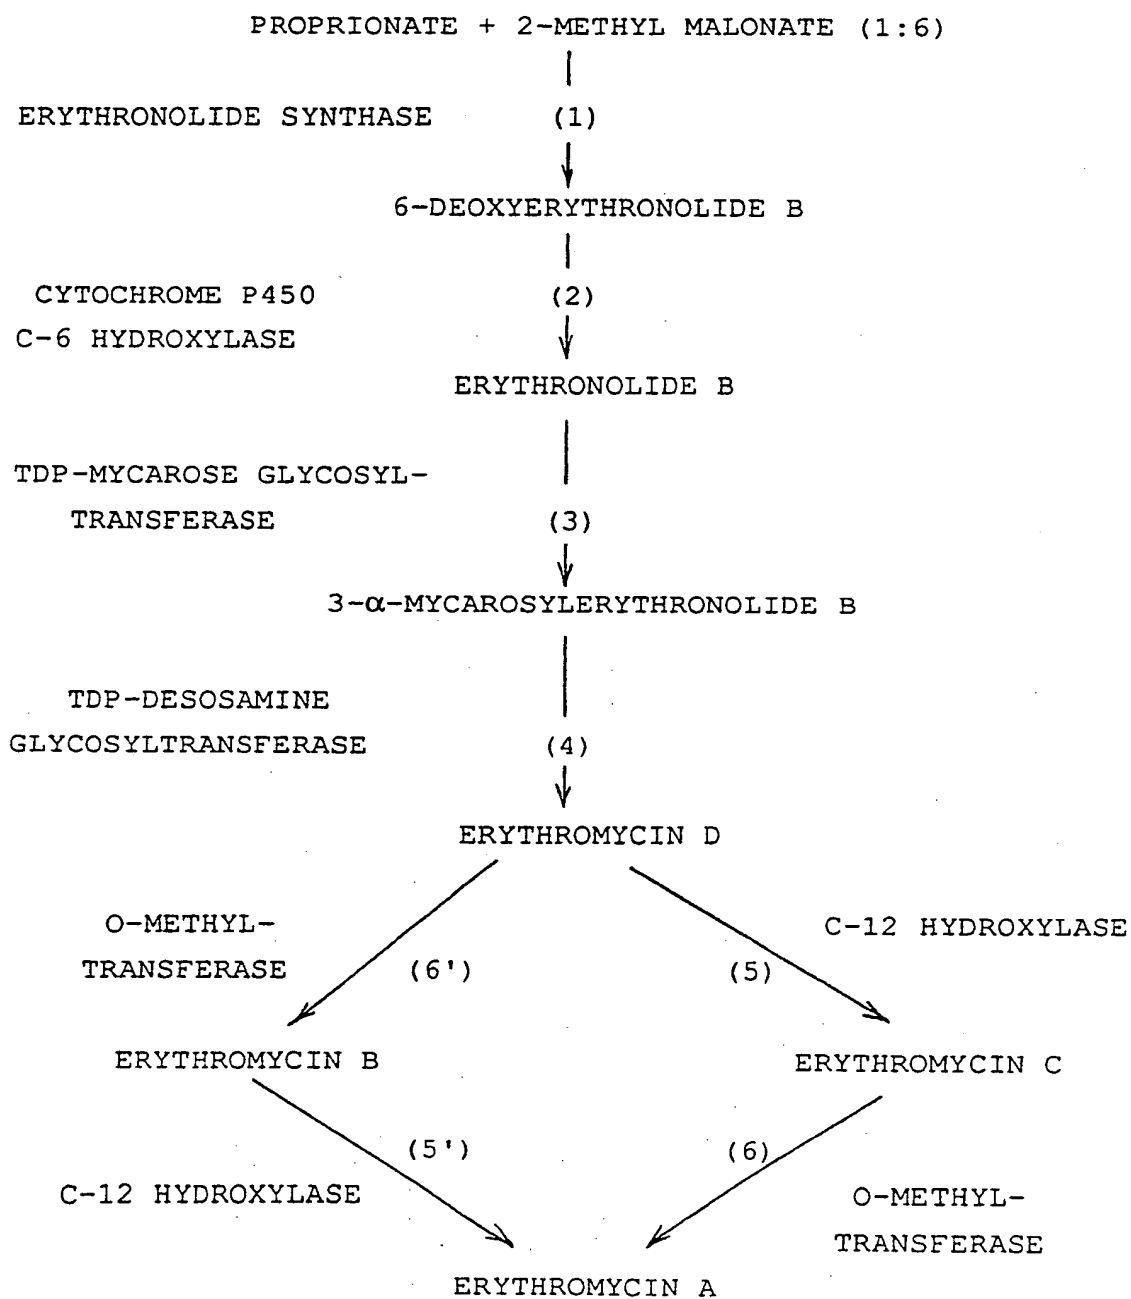 PROPRIONATE + 2-METHYL MALONATE (1:6)
ERYTHRONOLIDE SYNTHASE (1)
6-DEOXYERYTHRONOLIDE B
CYTOCHROME P450 (2)
C-6 HYDROXYLASE
ERYTHRONOLIDE B
TDP-MYCAROSE GLYCOSYL-
TRANSFERASE (3)
3-α-MYCAROSYLERYTHRONOLIDE B
TDP-DESOSAMINE
GLYCOSYLTRANSFERASE (4)
ERYTHROMYCIN D
O-METHYL-
TRANSFERASE (6')
(5) C-12 HYDROXYLASE
ERYTHROMYCIN B
ERYTHROMYCIN C
(5')
C-12 HYDROXYLASE
(6)
O-METHYL-
TRANSFERASE
ERYTHROMYCIN A